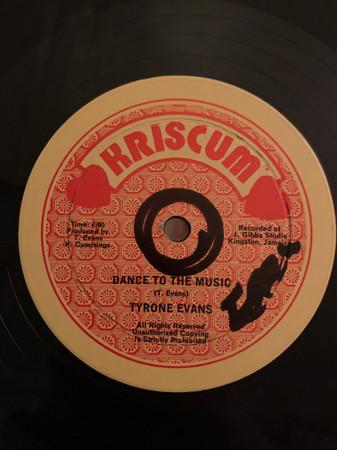 KRISCUM
Time: 6:00
Produced by
T. Evans
K. Cummings
Recorded at
J. Gibbs Studio
Kingston, Jamaica
DANCE TO THE MUSIC
(T. Evans)
TYRONE EVANS
All Rights Reserved
Unauthorized Copying
Is Strictly Prohibited